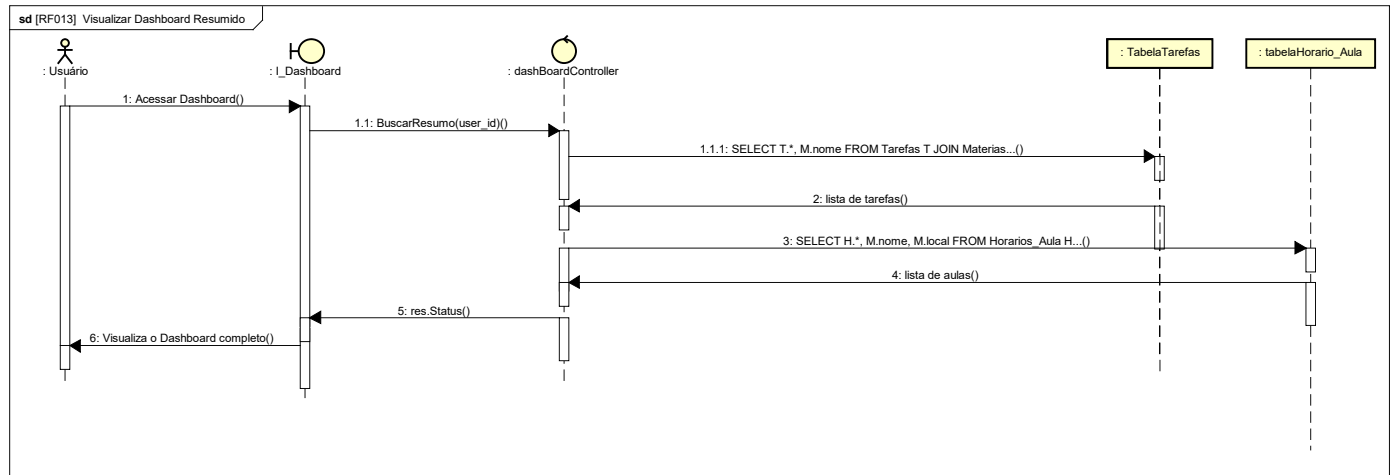 sd [RF013] Visualizar Dashboard Resumido
: Usuário
: I_Dashboard
: dashBoardController
: TabelaTarefas
: tabelaHorario_Aula
1: Acessar Dashboard()
1.1: BuscarResumo(user_id)()
1.1.1: SELECT T.*, M.nome FROM Tarefas T JOIN Materias...()
2: lista de tarefas()
3: SELECT H.*, M.nome, M.local FROM Horarios_Aula H...()
4: lista de aulas()
5: res.Status()
6: Visualiza o Dashboard completo()